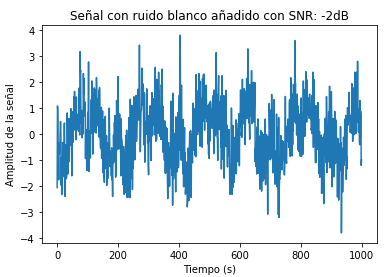 Señal con ruido blanco añadido con SNR: -2dB
Amplitud de la señal
4
3
2
1
0
−1
−2
−3
−4
0 200 400 600 800 1000
Tiempo (s)